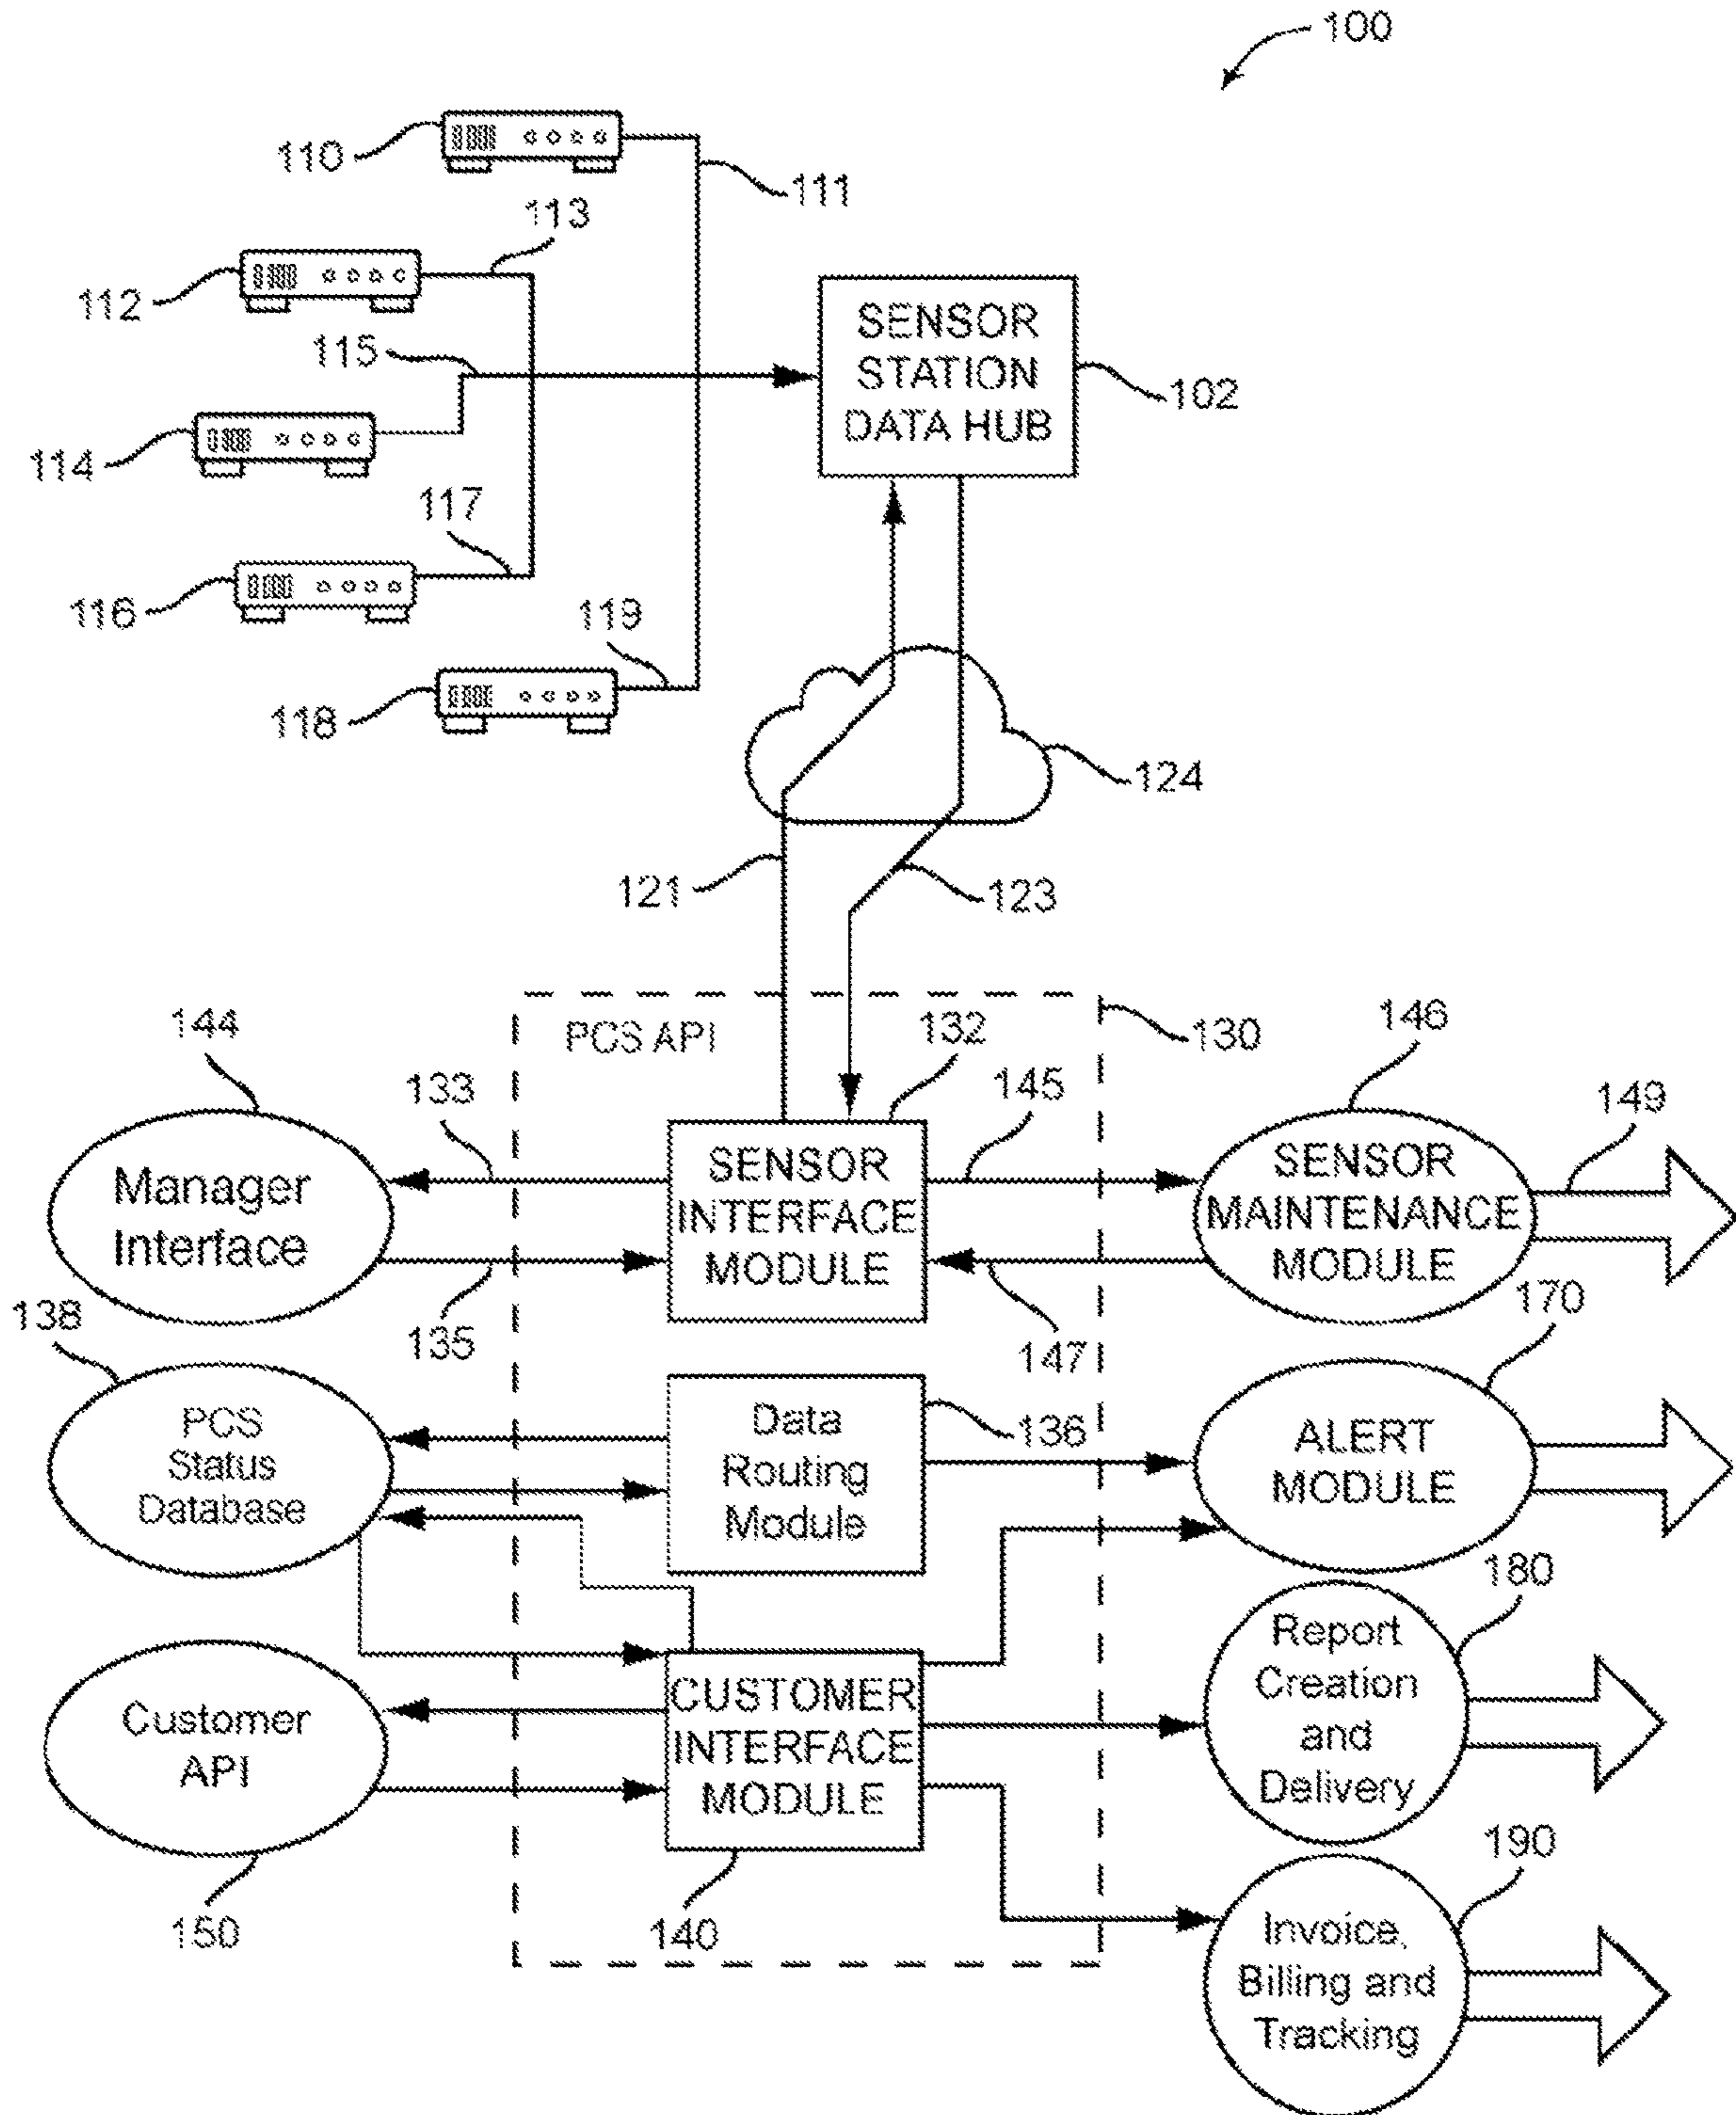 100
110
111
113
112
115
SENSOR
STATION
DATA HUB
102
114
117
116
119
118
124
121
123
144
PCS API
132
130
146
133
145
149
Manager
Interface
SENSOR
INTERFACE
MODULE
SENSOR
MAINTENANCE
MODULE
138
135
147
170
PCS
Status
Database
Data
Routing
Module
136
ALERT
MODULE
180
Customer
API
CUSTOMER
INTERFACE
MODULE
Report
Creation
and
Delivery
150
140
190
Invoice,
Billing and
Tracking